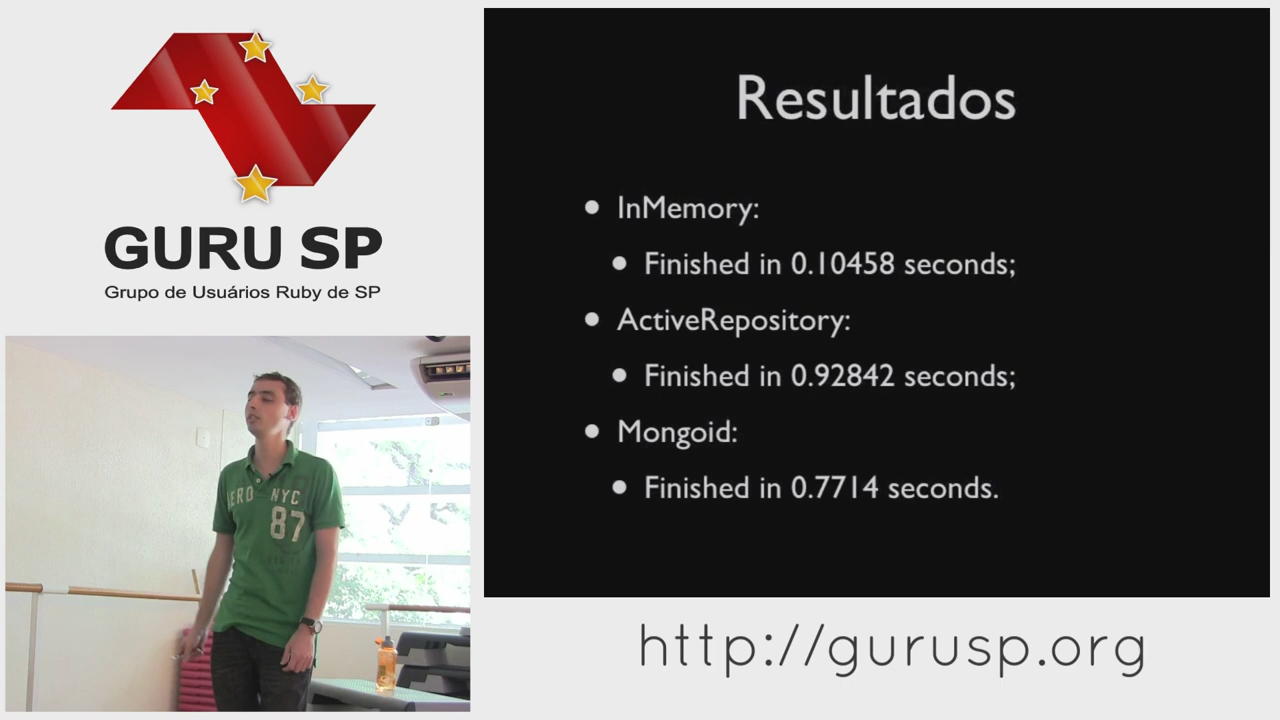 GURU SP
Grupo de Usuários Ruby de SP
Resultados
InMemory:
Finished in 0.10458 seconds;
ActiveRepository:
Finished in 0.92842 seconds;
Mongoid:
Finished in 0.7714 seconds.
AERO NYC
87
http://gurusp.org